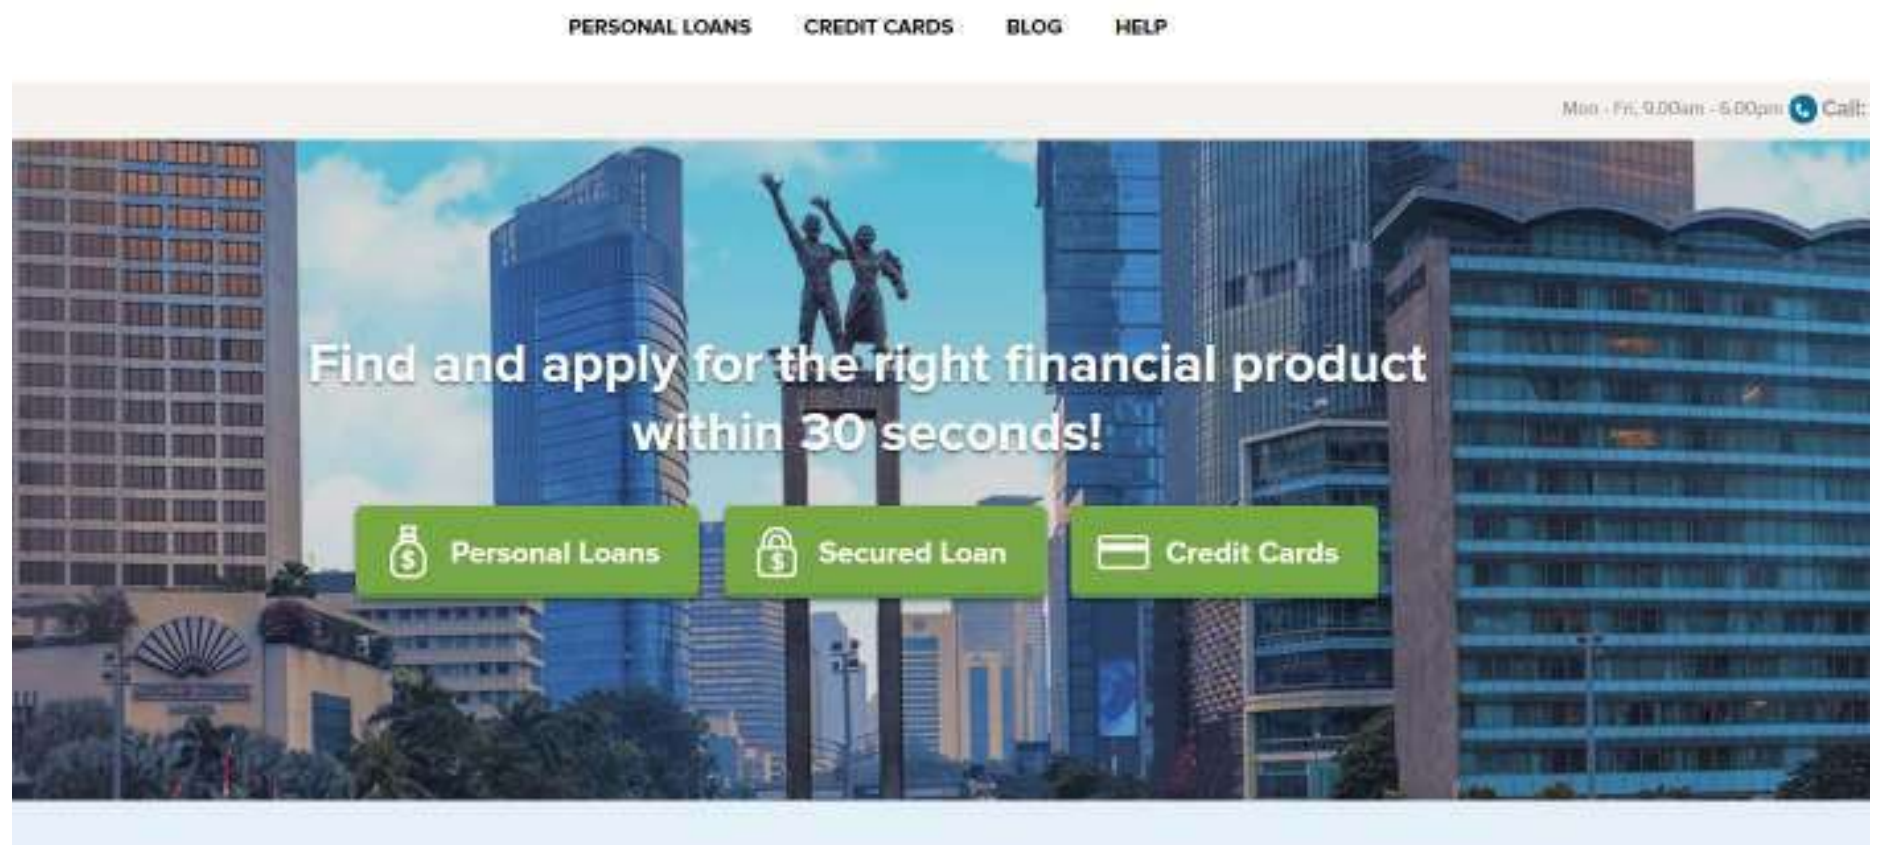 PERSONAL LOANS CREDIT CARDS BLOG HELP
Mon - Fri, 9.00am - 6.00pm Call:
Find and apply for the right financial product
within 30 seconds!
Personal Loans Secured Loan Credit Cards